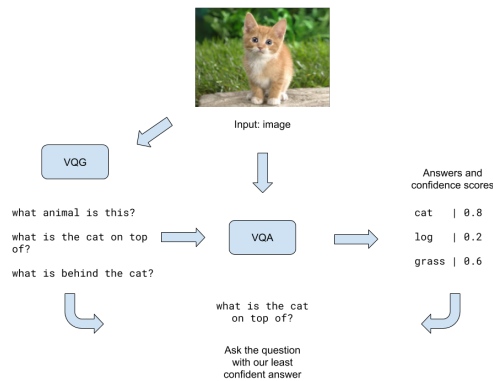 Input: image
VQG
Answers and
confidence scores
what animal is this?
what is the cat on top
of?
what is behind the cat?
VQA
cat | 0.8
log | 0.2
grass | 0.6
what is the cat
on top of?
Ask the question
with our least
confident answer